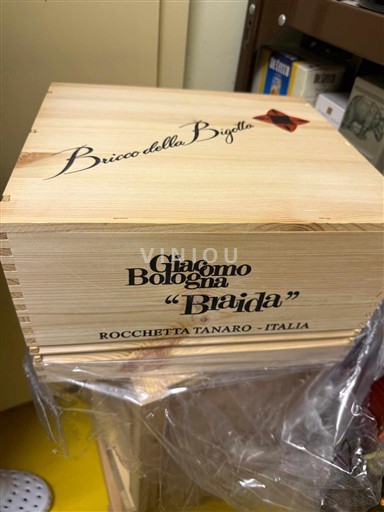 Bricco della Bigotta
VINIOU
Giacomo
Bologna
"Braida"
ROCCHETTA TANARO - ITALIA